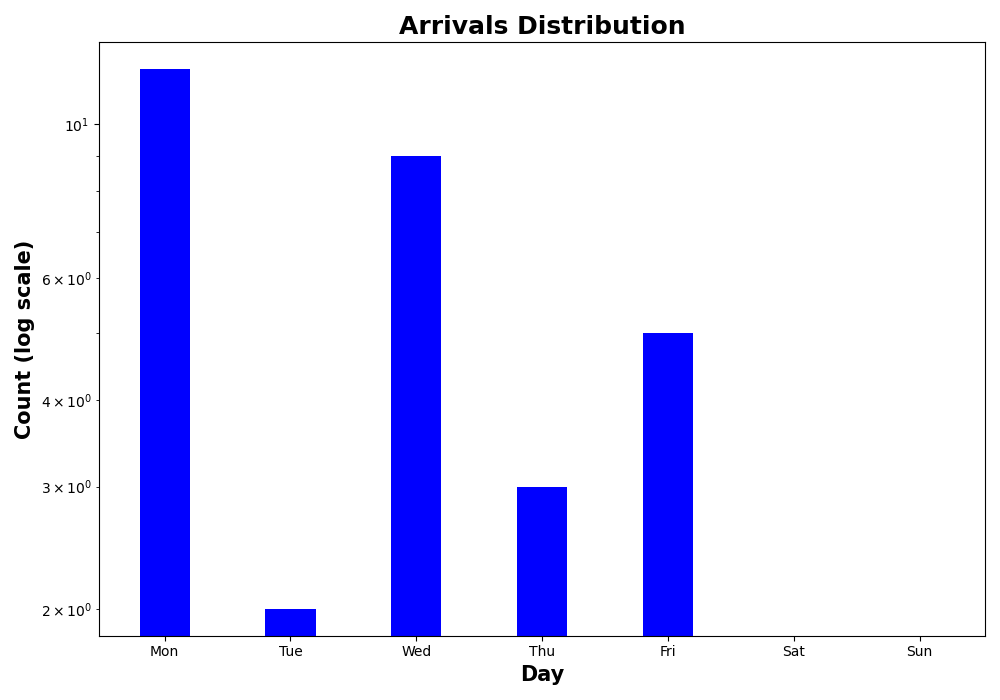 Arrivals Distribution
Count (log scale)
10¹
6 × 10⁰
4 × 10⁰
3 × 10⁰
2 × 10⁰
Mon Tue Wed Thu Fri Sat Sun
Day